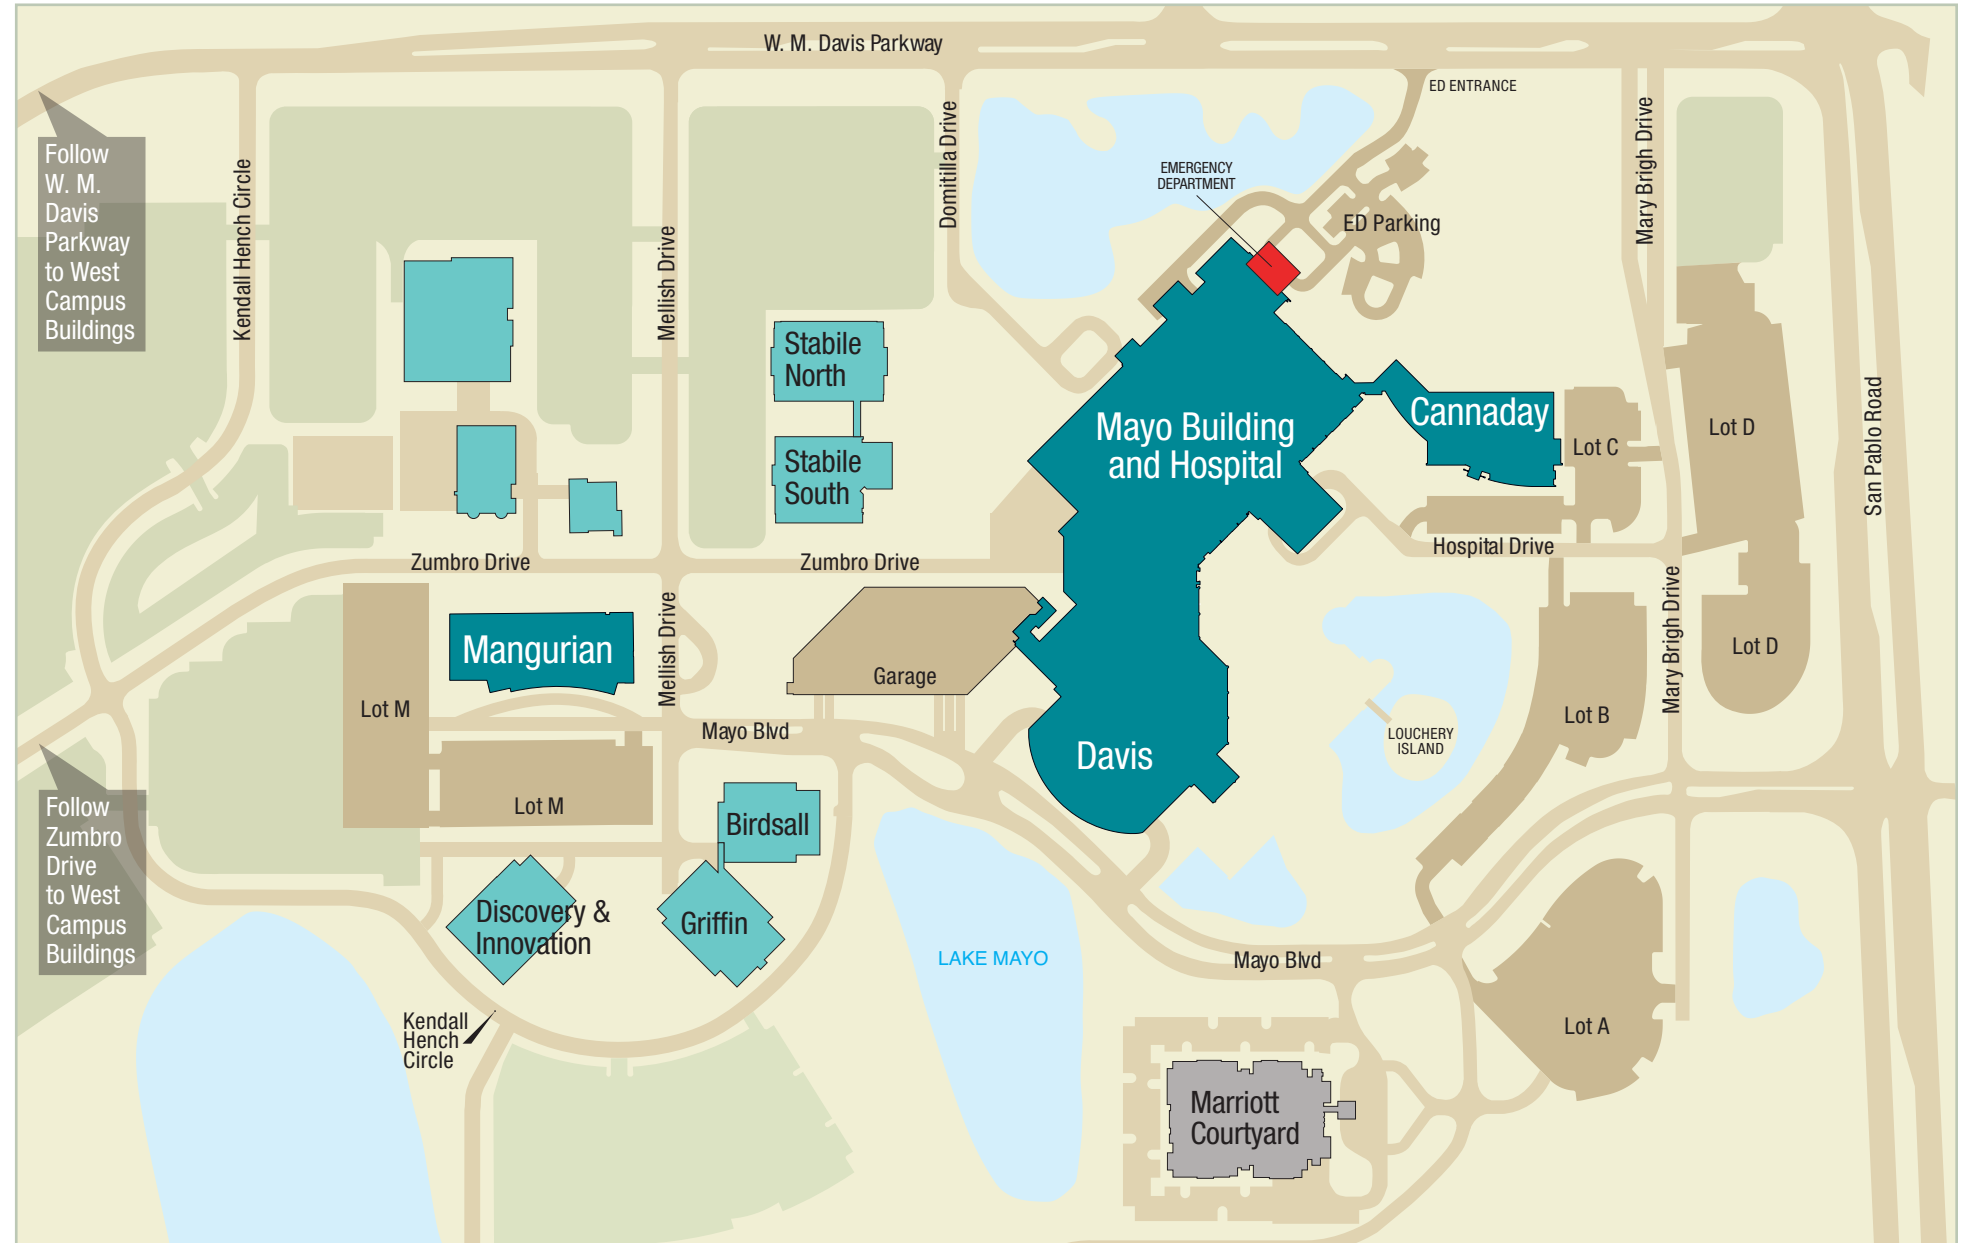 W. M. Davis Parkway
ED ENTRANCE
Follow
W. M.
Davis
Parkway
to West
Campus
Buildings
Kendall Hench Circle
Mellish Drive
Domitilla Drive
EMERGENCY
DEPARTMENT
ED Parking
Mary Brigh Drive
Stabile
North
Stabile
South
Mayo Building
and Hospital
Cannaday
Lot C
Lot D
San Pablo Road
Zumbro Drive
Zumbro Drive
Hospital Drive
Mangurian
Mellish Drive
Garage
Mary Brigh Drive
Lot D
Lot M
Mayo Blvd
Davis
LOUCHERY
ISLAND
Lot B
Follow
Zumbro
Drive
to West
Campus
Buildings
Lot M
Birdsall
Discovery &
Innovation
Griffin
LAKE MAYO
Mayo Blvd
Kendall
Hench
Circle
Lot A
Marriott
Courtyard